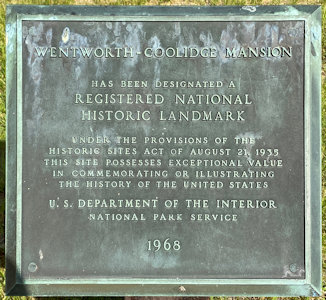 WENTWORTH-COOLIDGE MANSION
HAS BEEN DESIGNATED A
REGISTERED NATIONAL
HISTORIC LANDMARK
UNDER THE PROVISIONS OF THE
HISTORIC SITES ACT OF AUGUST 21, 1935
THIS SITE POSSESSES EXCEPTIONAL VALUE
IN COMMEMORATING OR ILLUSTRATING
THE HISTORY OF THE UNITED STATES
U.S. DEPARTMENT OF THE INTERIOR
NATIONAL PARK SERVICE
1968